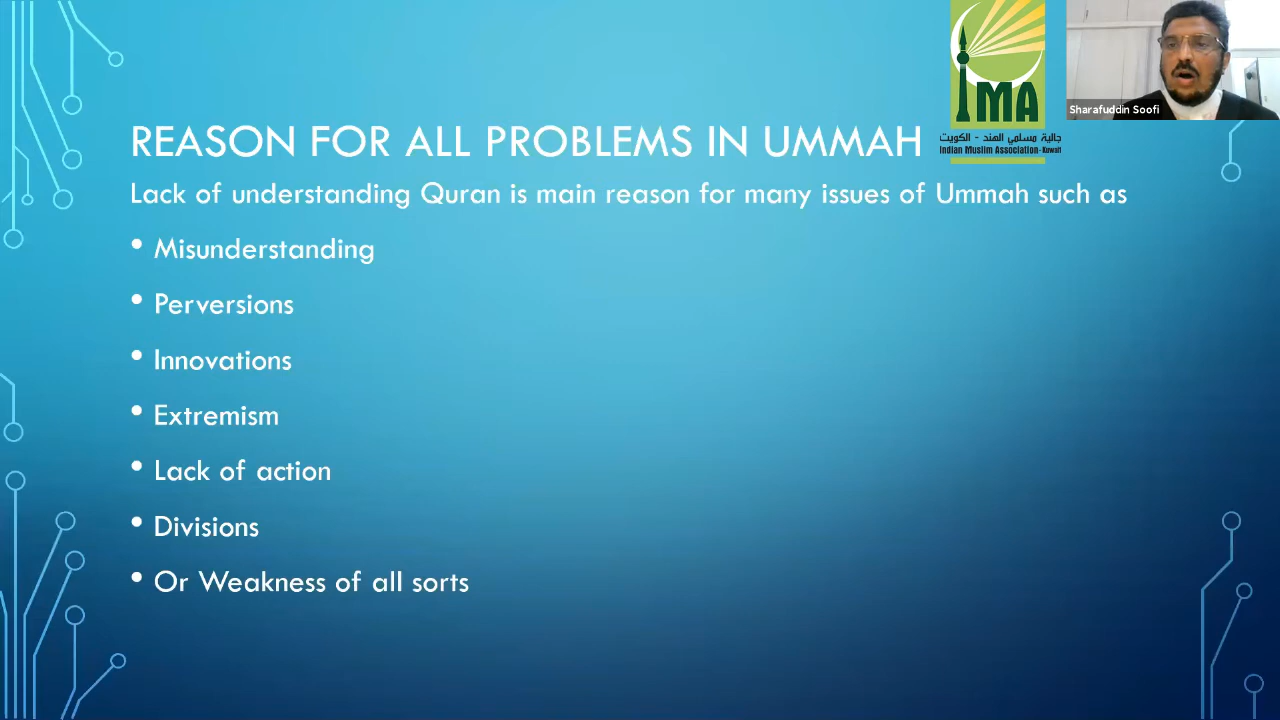 IMA
Sharafuddin Soofi
جالية مسلمي الهند - الكويت
Indian Muslim Association- Kuwait
REASON FOR ALL PROBLEMS IN UMMAH
Lack of understanding Quran is main reason for many issues of Ummah such as
• Misunderstanding
• Perversions
• Innovations
• Extremism
• Lack of action
• Divisions
• Or Weakness of all sorts